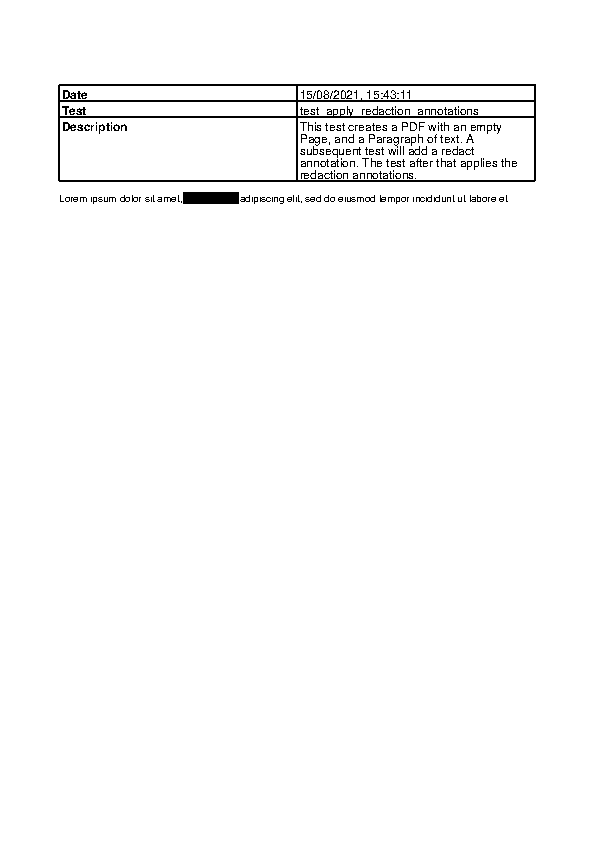 Date 15/08/2021, 15:43:11
Test test_apply_redaction_annotations
Description This test creates a PDF with an empty
Page, and a Paragraph of text. A
subsequent test will add a redact
annotation. The test after that applies the
redaction annotations.
Lorem ipsum dolor sit amet, adipiscing elit, sed do eiusmod tempor incididunt ut labore et